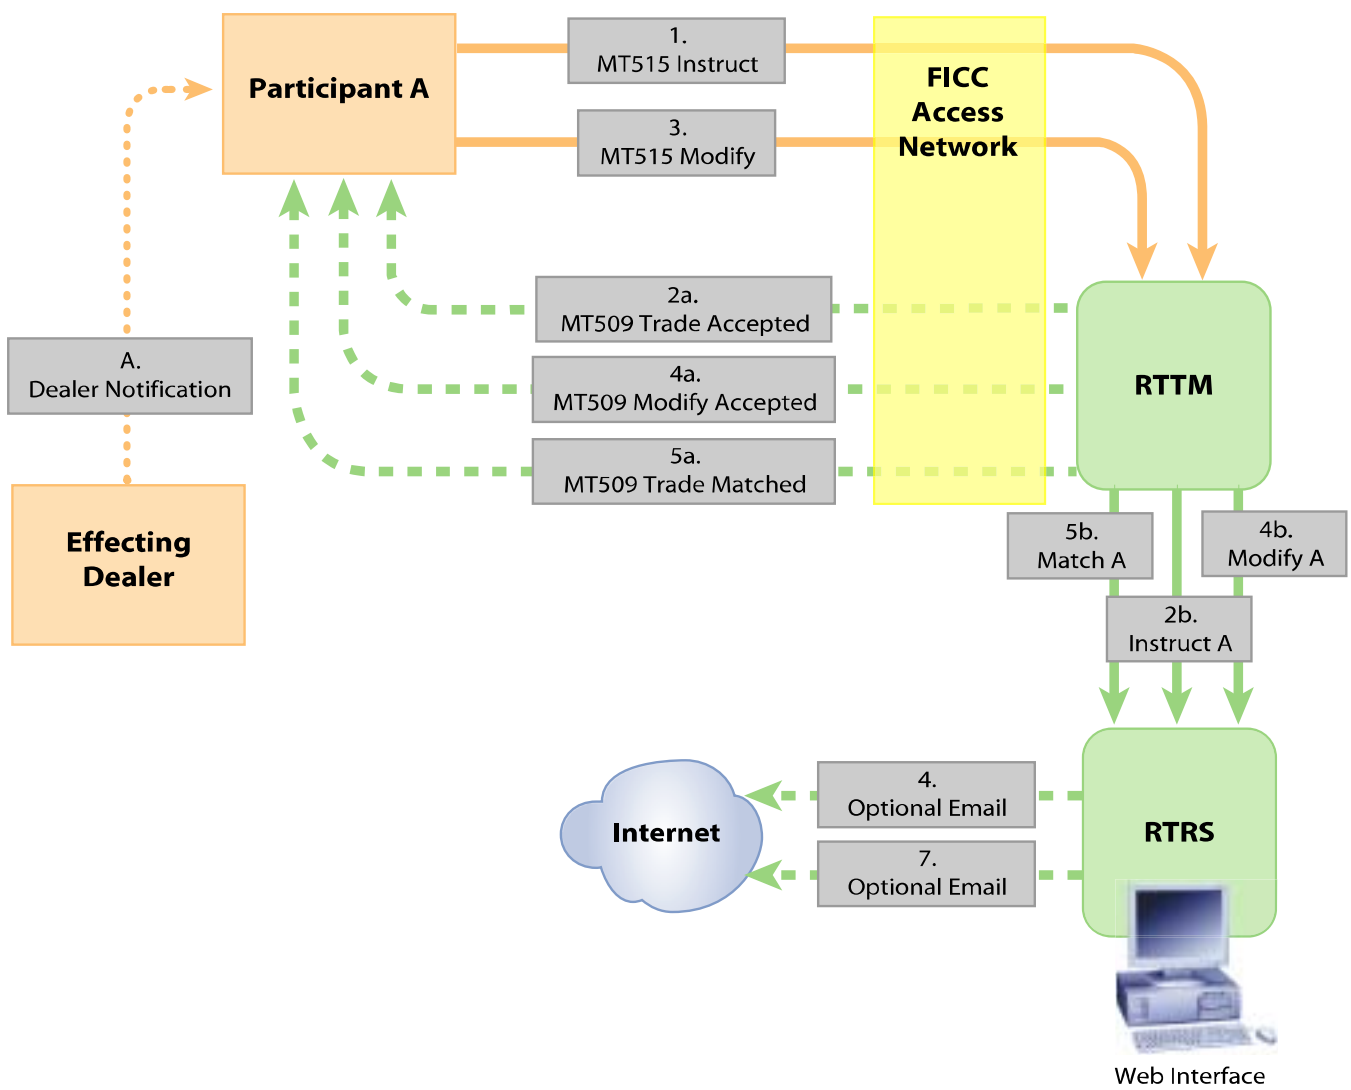 1.
MT515 Instruct
Participant A
FICC
Access
Network
3.
MT515 Modify
2a.
MT509 Trade Accepted
A.
Dealer Notification
4a.
MT509 Modify Accepted
RTTM
5a.
MT509 Trade Matched
Effecting
Dealer
5b.
Match A
4b.
Modify A
2b.
Instruct A
4.
Optional Email
Internet
RTRS
7.
Optional Email
Web Interface